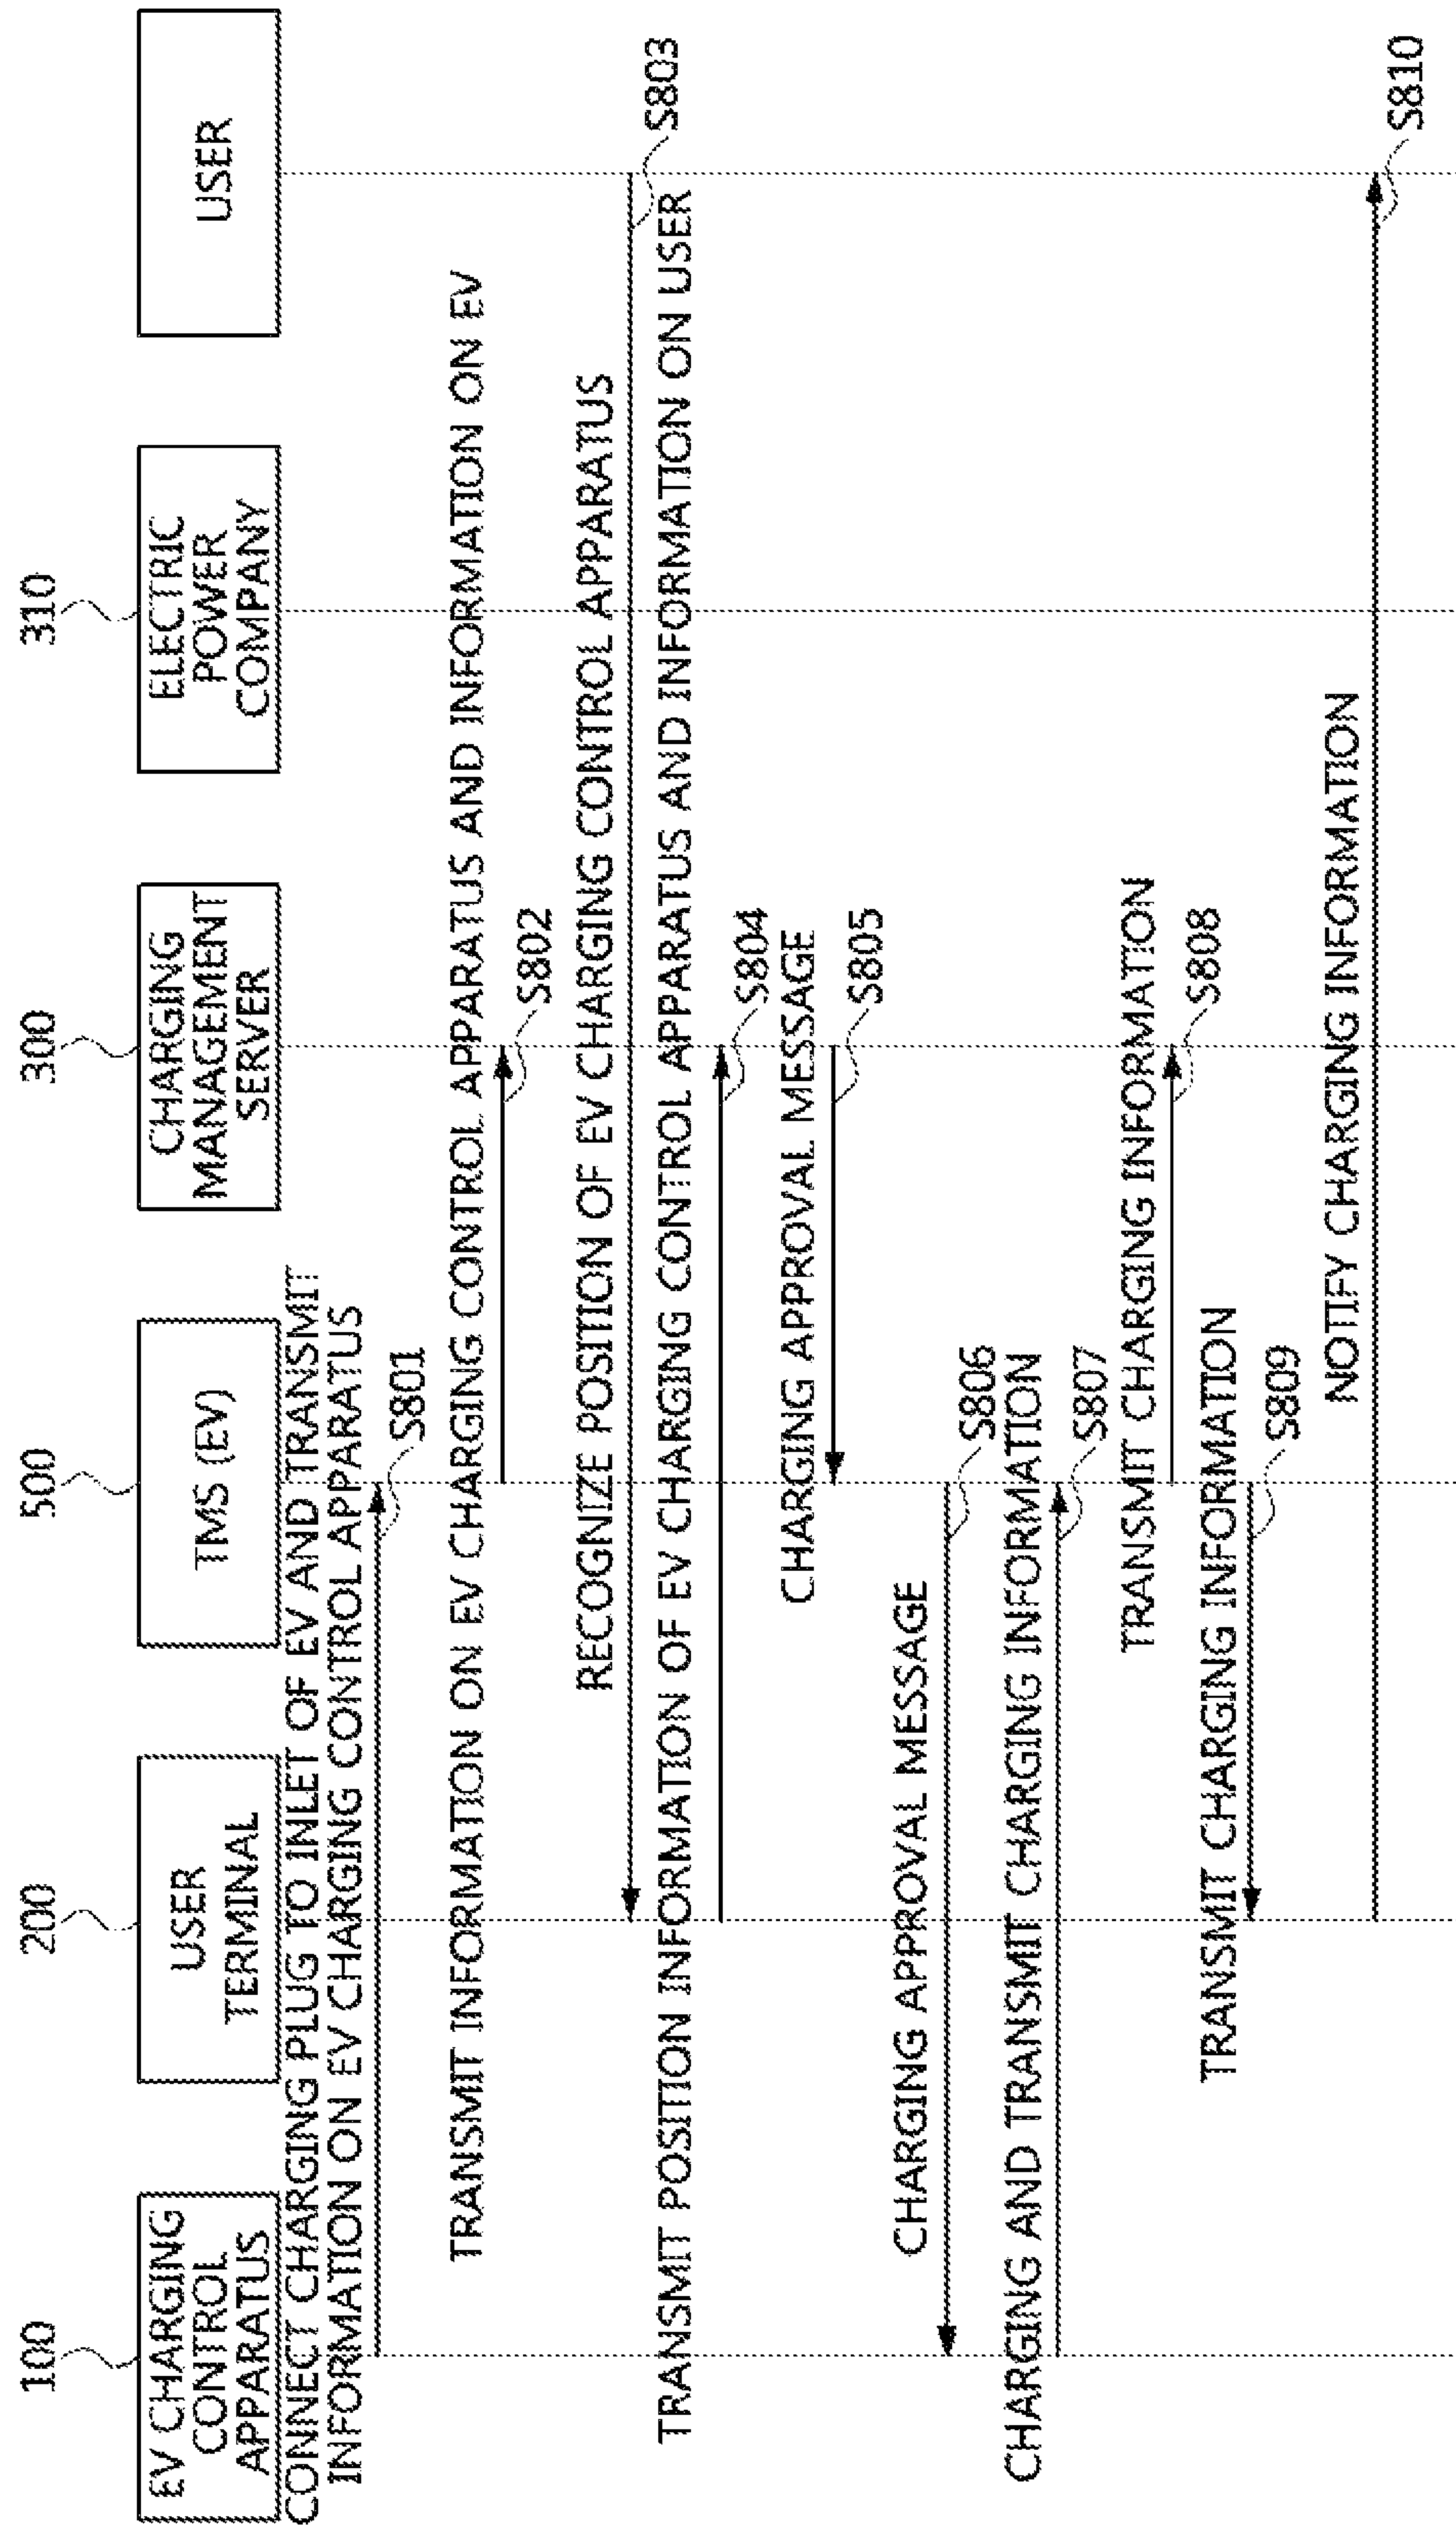 100
EV CHARGING
CONTROL
APPARATUS
200
USER
TERMINAL
500
TMS (EV)
300
CHARGING
MANAGEMENT
SERVER
310
ELECTRIC
POWER
COMPANY
USER
CONNECT CHARGING PLUG TO INLET OF EV AND TRANSMIT
INFORMATION ON EV CHARGING CONTROL APPARATUS
S801
TRANSMIT INFORMATION ON EV CHARGING CONTROL APPARATUS AND INFORMATION ON EV
S802
RECOGNIZE POSITION OF EV CHARGING CONTROL APPARATUS
S803
TRANSMIT POSITION INFORMATION OF EV CHARGING CONTROL APPARATUS AND INFORMATION ON USER
S804
CHARGING APPROVAL MESSAGE
S805
CHARGING APPROVAL MESSAGE
S806
CHARGING AND TRANSMIT CHARGING INFORMATION
S807
TRANSMIT CHARGING INFORMATION
S808
TRANSMIT CHARGING INFORMATION
S809
NOTIFY CHARGING INFORMATION
S810